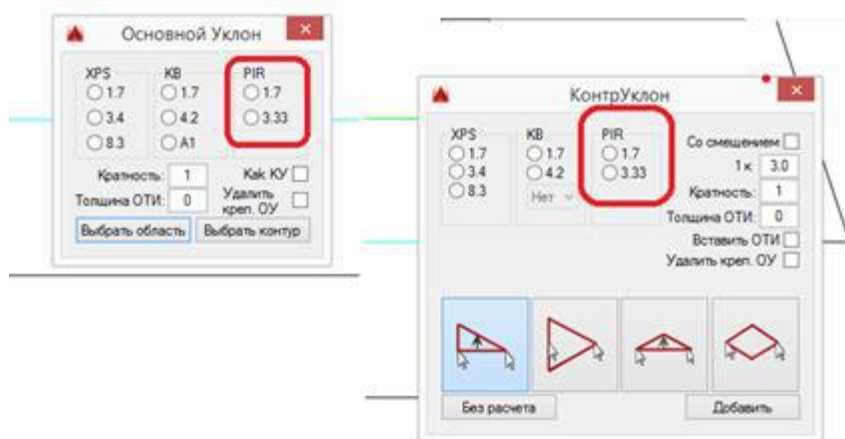 Основной Уклон
XPS КВ PIR
1.7 1.7 1.7
3.4 4.2 3.33
8.3 А1
Кратность: 1 Как КУ
Толщина ОТИ: 0 Удалить креп. ОУ
Выбрать область Выбрать контур
КонтрУклон
XPS КВ PIR Со смещением
1.7 1.7 1.7 1 к 3.0
3.4 4.2 3.33 Кратность: 1
8.3 Нет Толщина ОТИ: 0
Вставить ОТИ
Удалить креп. ОУ
Без расчета Добавить